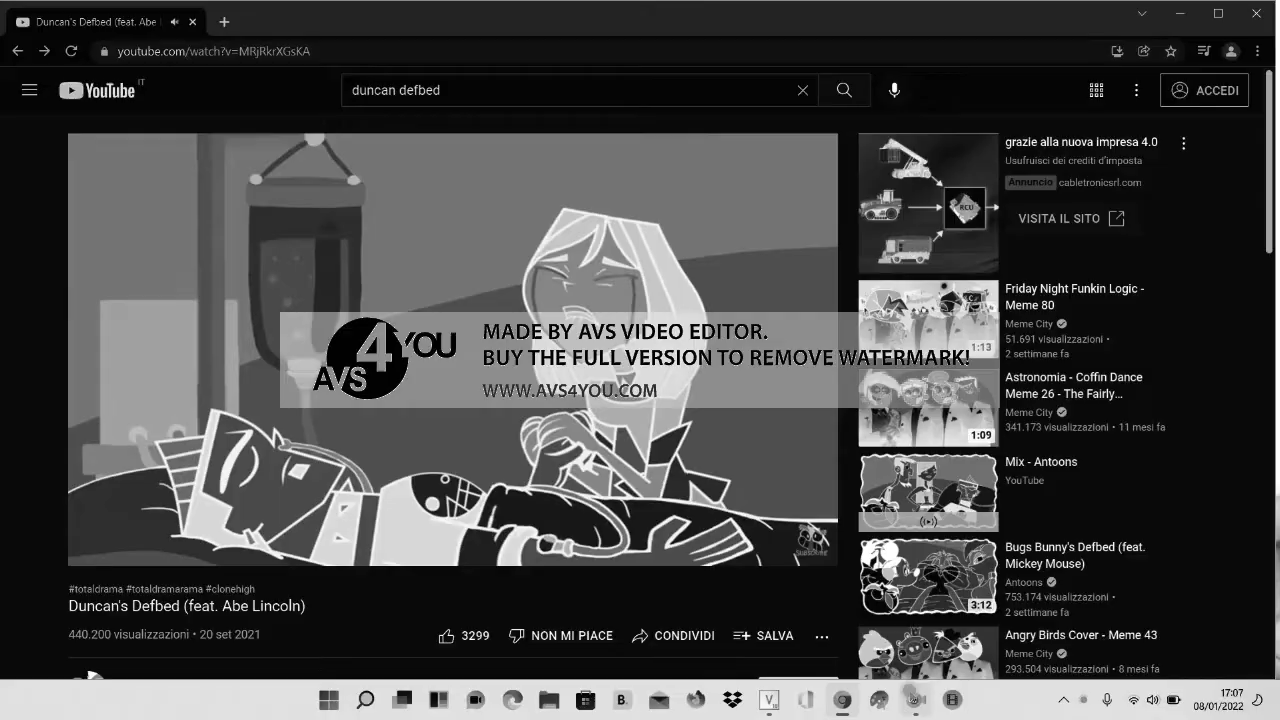 Duncan's Defbed (feat. Abe
youtube.com/watch?v=MRjRkrXGsKA
YouTube IT
duncan defbed
ACCEDI
grazie alla nuova impresa 4.0
Usufruisci dei crediti d'imposta
Annuncio cabletronicsrl.com
VISITA IL SITO
RCU
Friday Night Funkin Logic -
Meme 80
Meme City
51.691 visualizzazioni •
2 settimane fa
1:13
Astronomia - Coffin Dance
Meme 26 - The Fairly...
Meme City
341.173 visualizzazioni • 11 mesi fa
1:09
Mix - Antoons
YouTube
Bugs Bunny's Defbed (feat.
Mickey Mouse)
Antoons
753.174 visualizzazioni •
2 settimane fa
3:12
Angry Birds Cover - Meme 43
Meme City
293.504 visualizzazioni • 8 mesi fa
AVS4YOU
MADE BY AVS VIDEO EDITOR.
BUY THE FULL VERSION TO REMOVE WATERMARK!
WWW.AVS4YOU.COM
SUBSCRIBE
#totaldrama #totaldramarama #clonehigh
Duncan's Defbed (feat. Abe Lincoln)
440.200 visualizzazioni • 20 set 2021
3299 NON MI PIACE CONDIVIDI SALVA
B.
17:07
08/01/2022